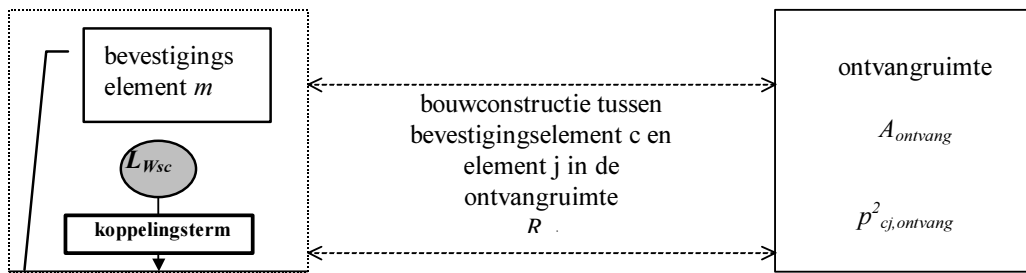 bevestigings
element m
L_Wsc
koppelingsterm
bouwconstructie tussen
bevestigingselement c en
element j in de
ontvangruimte
R
ontvangruimte
A_ontvang
p²_cj,ontvang